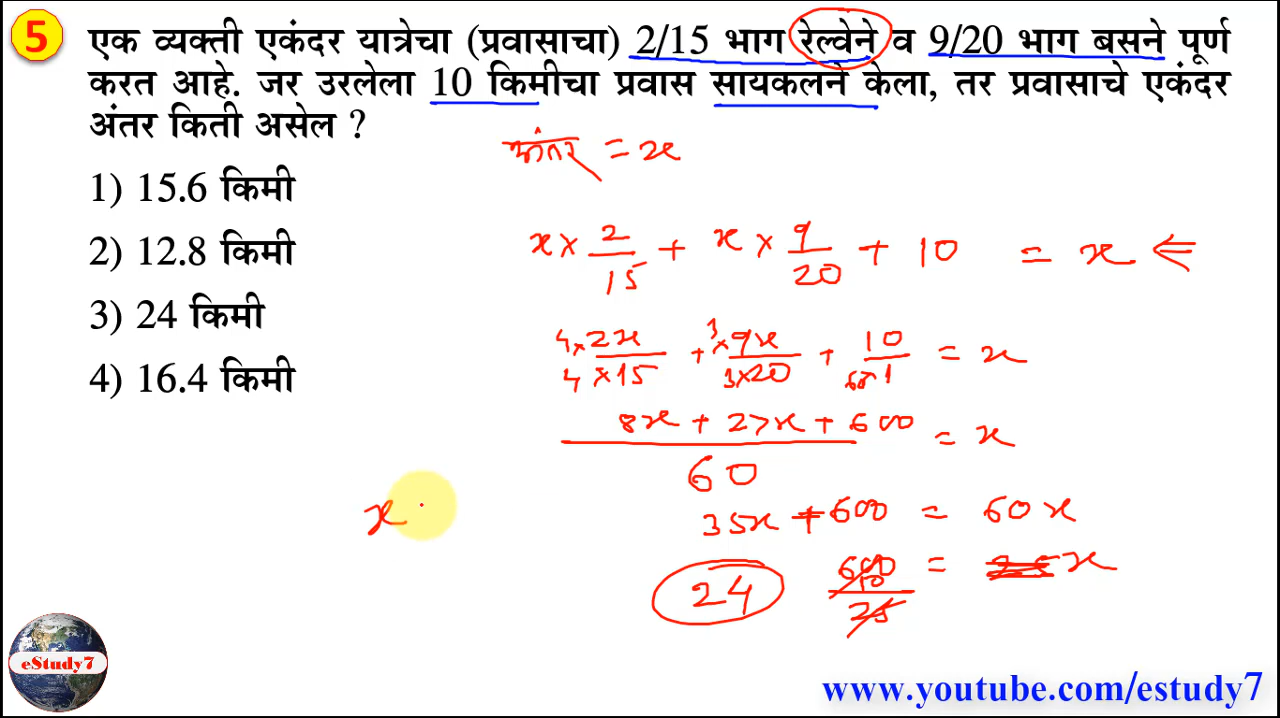 5 एक व्यक्ती एकंदर यात्रेचा (प्रवासाचा) 2/15 भाग रेल्वेने व 9/20 भाग बसने पूर्ण
करत आहे. जर उरलेला 10 किमीचा प्रवास सायकलने केला, तर प्रवासाचे एकंदर
अंतर किती असेल ?
अंतर = x
1) 15.6 किमी
2) 12.8 किमी
3) 24 किमी
4) 16.4 किमी
x × 2/15 + x × 9/20 + 10 = x ⇐
4×2x/4×15 + 3×9x/3×20 + 10/1 = x
8x + 27x + 600 / 60 = x
35x + 600 = 60x
x
24 600/25 = x
eStudy7
www.youtube.com/estudy7